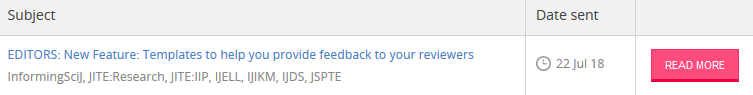 Subject
Date sent
EDITORS: New Feature: Templates to help you provide feedback to your reviewers
InformingSciJ, JITE:Research, JITE:IIP, IJELL, IJIKM, IJDS, JSPTE
22 Jul 18
READ MORE